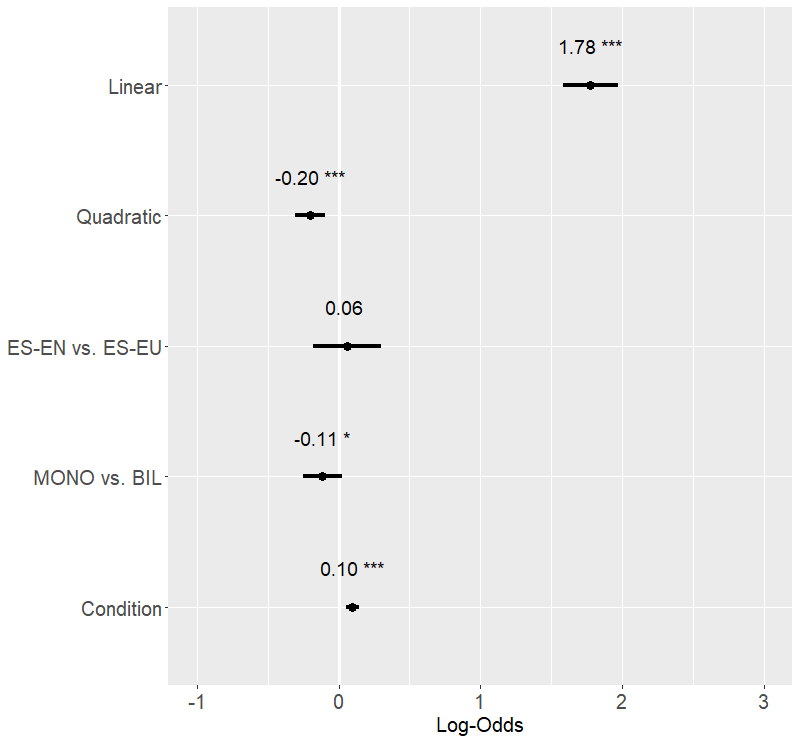 1.78 ***
Linear
-0.20 ***
Quadratic
0.06
ES-EN vs. ES-EU
-0.11 *
MONO vs. BIL
0.10 ***
Condition
-1 0 1 2 3
Log-Odds